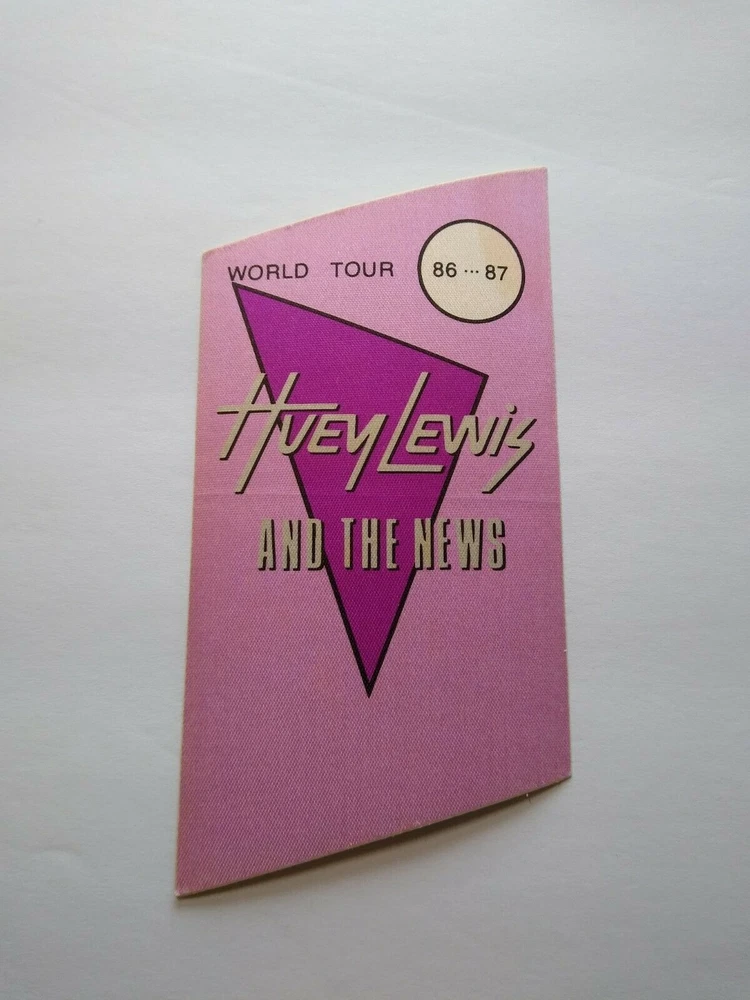 WORLD TOUR 86 ··· 87
Huey Lewis
AND THE NEWS